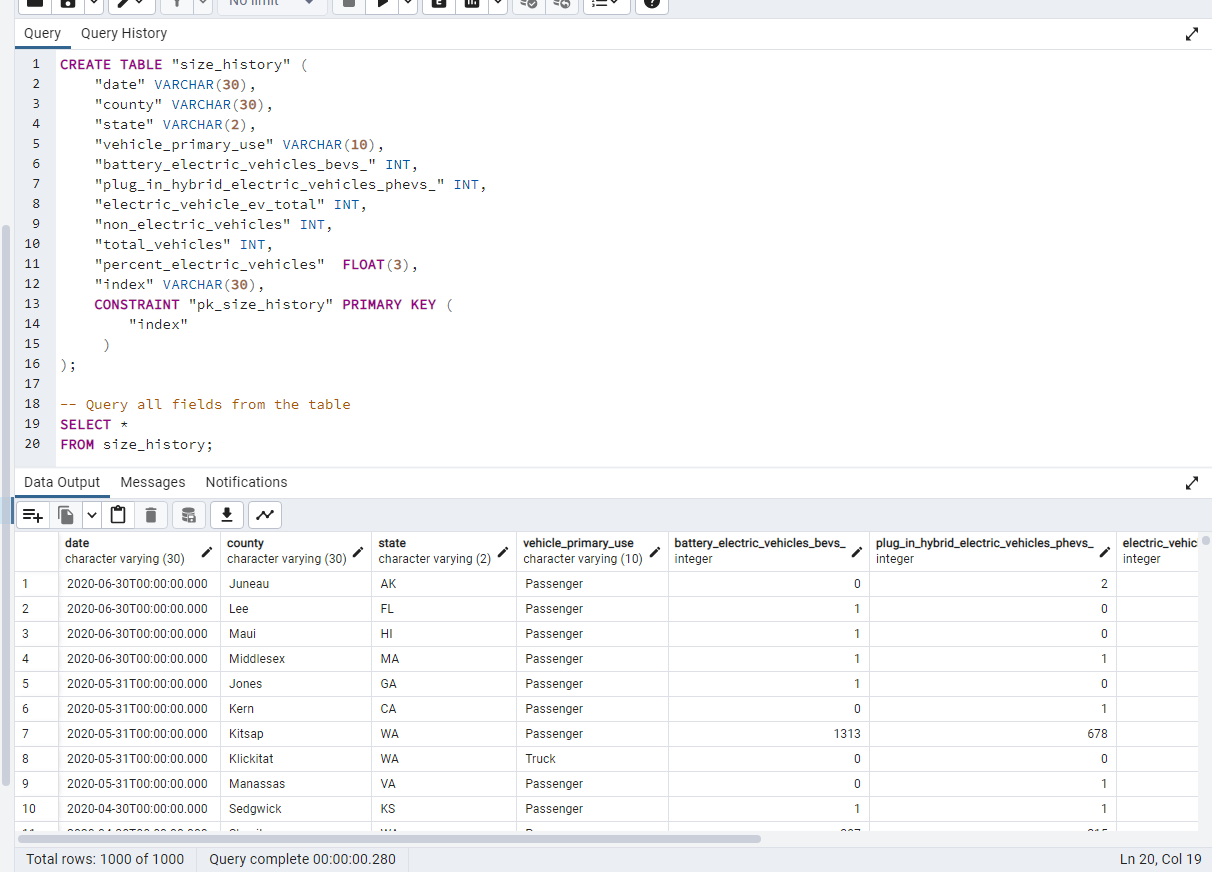 No limit
Query Query History
1 CREATE TABLE "size_history" (
2 "date" VARCHAR(30),
3 "county" VARCHAR(30),
4 "state" VARCHAR(2),
5 "vehicle_primary_use" VARCHAR(10),
6 "battery_electric_vehicles_bevs_" INT,
7 "plug_in_hybrid_electric_vehicles_phevs_" INT,
8 "electric_vehicle_ev_total" INT,
9 "non_electric_vehicles" INT,
10 "total_vehicles" INT,
11 "percent_electric_vehicles"  FLOAT(3),
12 "index" VARCHAR(30),
13 CONSTRAINT "pk_size_history" PRIMARY KEY (
14 "index"
15 )
16 );
17
18 -- Query all fields from the table
19 SELECT *
20 FROM size_history;
Data Output Messages Notifications
date county state vehicle_primary_use battery_electric_vehicles_bevs_ plug_in_hybrid_electric_vehicles_phevs_ electric_vehic
character varying (30) character varying (30) character varying (2) character varying (10) integer integer integer
1 2020-06-30T00:00:00.000 Juneau AK Passenger 0 2
2 2020-06-30T00:00:00.000 Lee FL Passenger 1 0
3 2020-06-30T00:00:00.000 Maui HI Passenger 1 0
4 2020-06-30T00:00:00.000 Middlesex MA Passenger 1 1
5 2020-05-31T00:00:00.000 Jones GA Passenger 1 0
6 2020-05-31T00:00:00.000 Kern CA Passenger 0 1
7 2020-05-31T00:00:00.000 Kitsap WA Passenger 1313 678
8 2020-05-31T00:00:00.000 Klickitat WA Truck 0 0
9 2020-05-31T00:00:00.000 Manassas VA Passenger 0 1
10 2020-04-30T00:00:00.000 Sedgwick KS Passenger 1 1
Total rows: 1000 of 1000 Query complete 00:00:00.280 Ln 20, Col 19